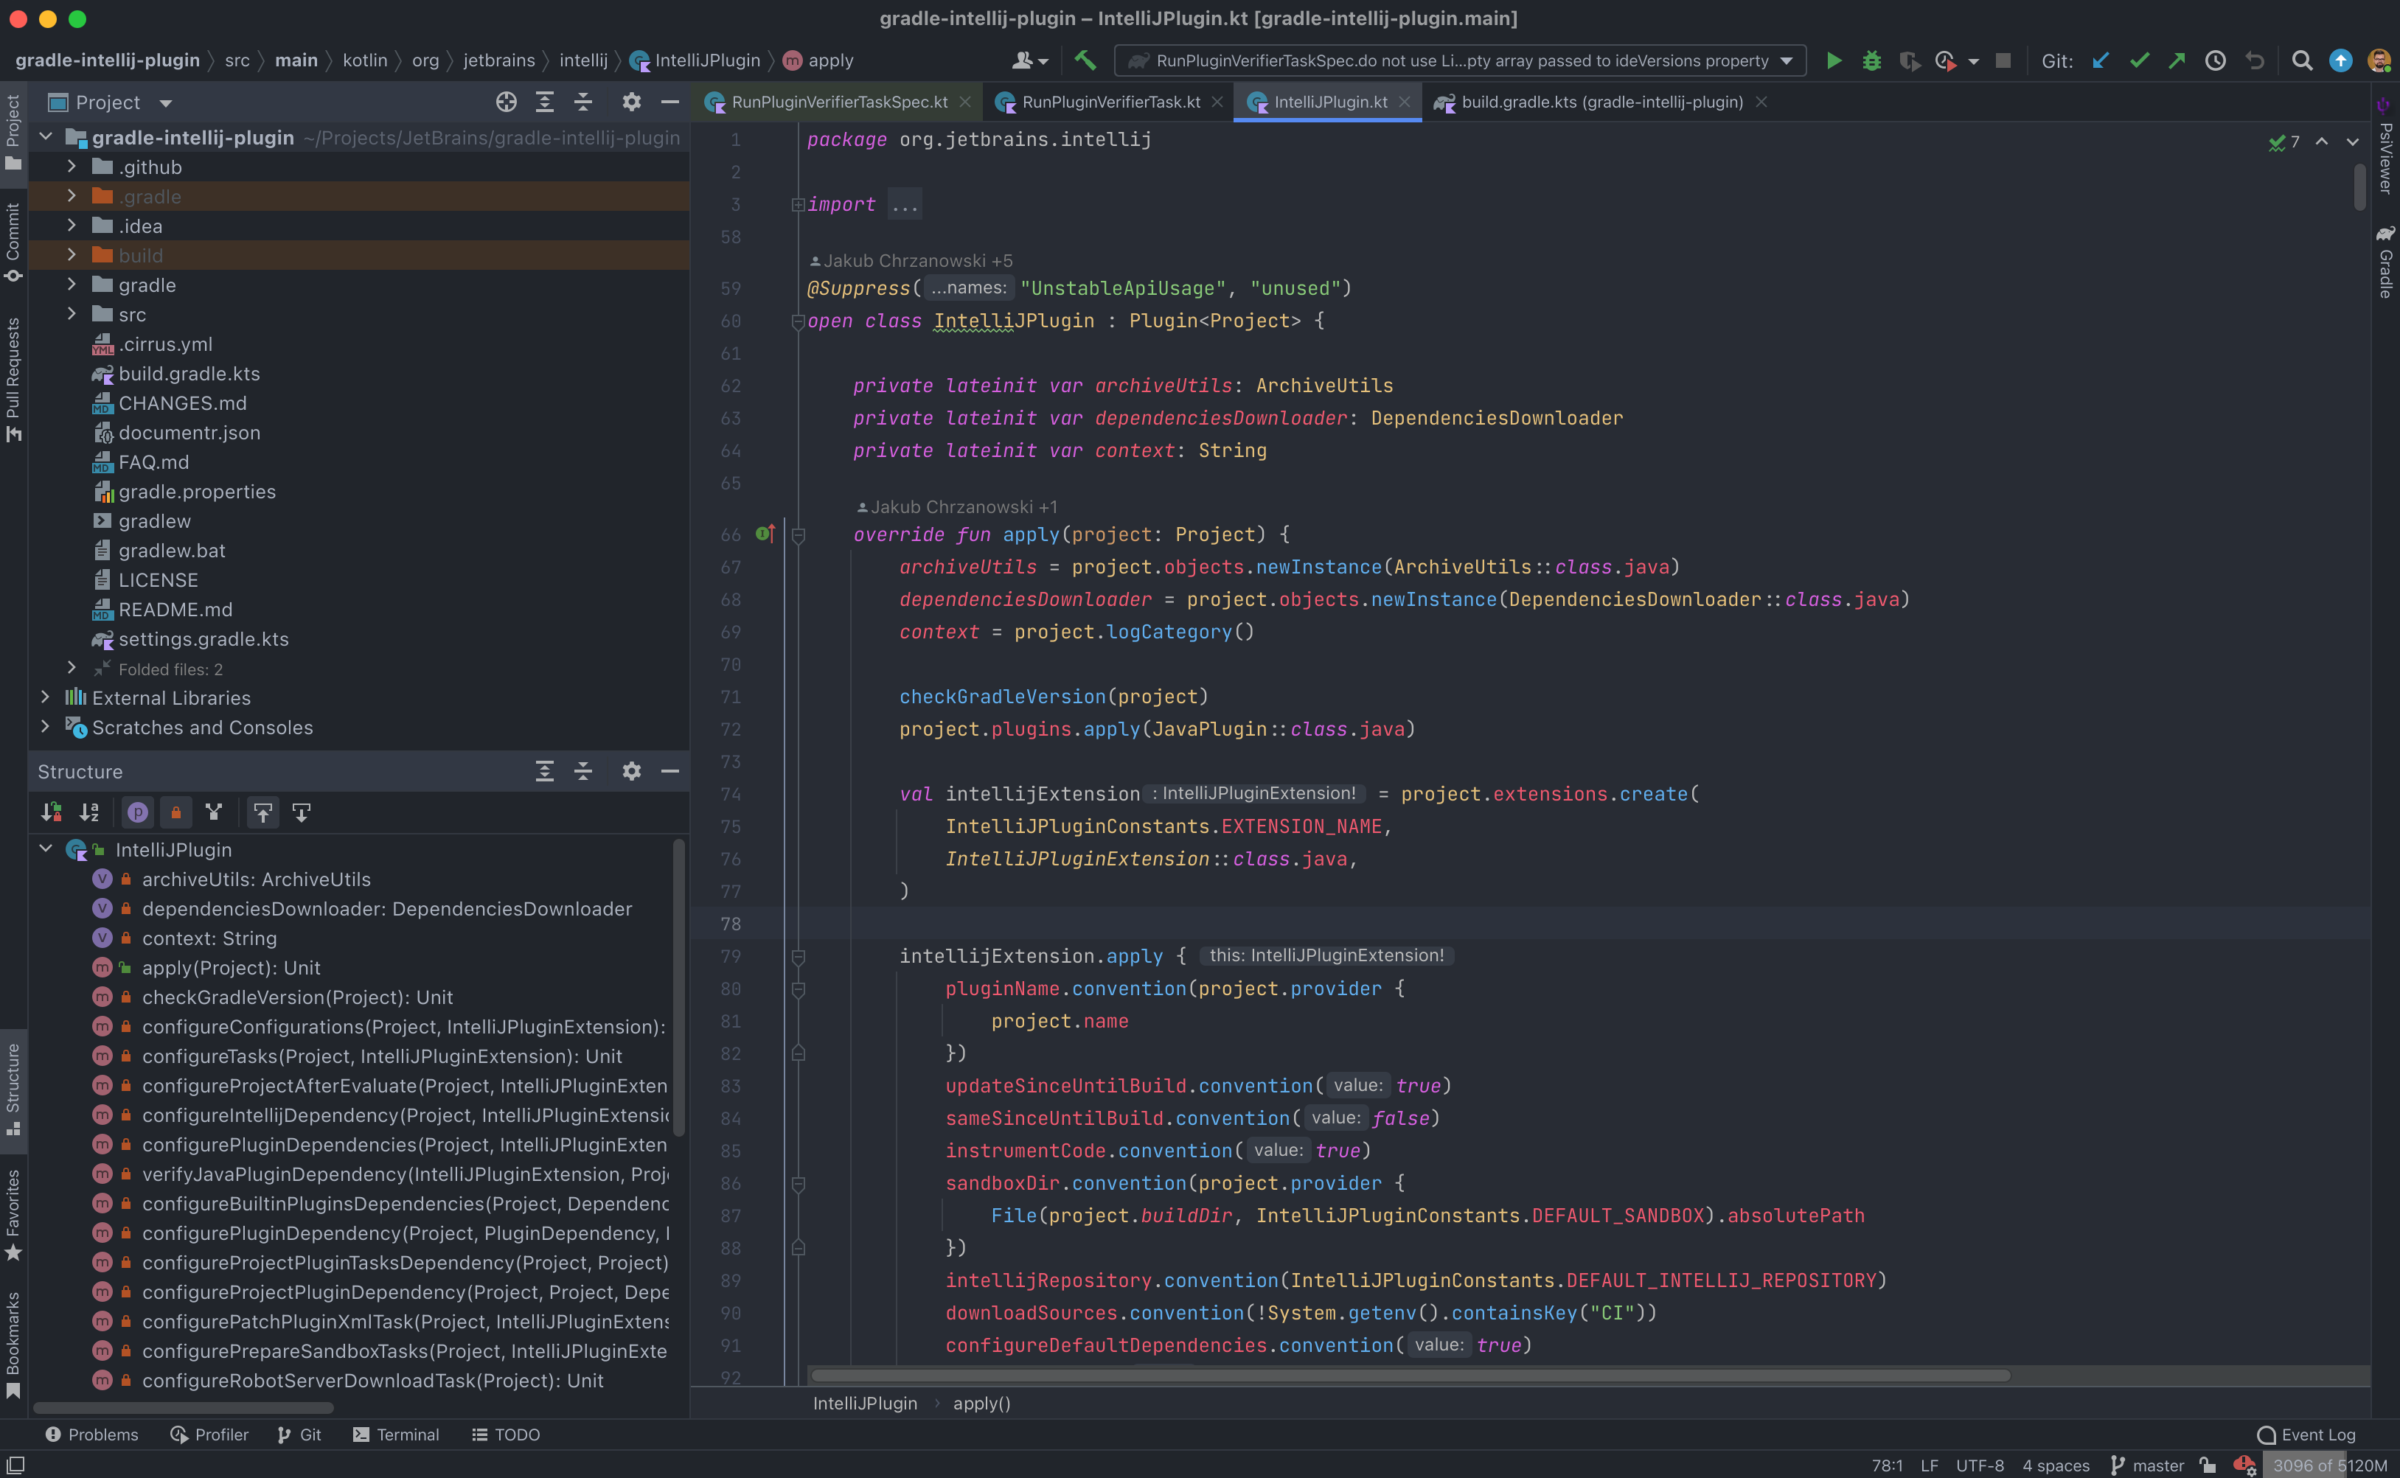 gradle-intellij-plugin – IntelliJPlugin.kt [gradle-intellij-plugin.main]
gradle-intellij-plugin src main kotlin org jetbrains intellij IntelliJPlugin apply
RunPluginVerifierTaskSpec.do not use Li...pty array passed to ideVersions property
Git:
Project
Commit
Pull Requests
Structure
Favorites
Bookmarks
Project
gradle-intellij-plugin ~/Projects/JetBrains/gradle-intellij-plugin
.github
.gradle
.idea
build
gradle
src
.cirrus.yml
build.gradle.kts
CHANGES.md
documentr.json
FAQ.md
gradle.properties
gradlew
gradlew.bat
LICENSE
README.md
settings.gradle.kts
Folded files: 2
External Libraries
Scratches and Consoles
Structure
IntelliJPlugin
archiveUtils: ArchiveUtils
dependenciesDownloader: DependenciesDownloader
context: String
apply(Project): Unit
checkGradleVersion(Project): Unit
configureConfigurations(Project, IntelliJPluginExtension):
configureTasks(Project, IntelliJPluginExtension): Unit
configureProjectAfterEvaluate(Project, IntelliJPluginExten
configureIntellijDependency(Project, IntelliJPluginExtensic
configurePluginDependencies(Project, IntelliJPluginExten
verifyJavaPluginDependency(IntelliJPluginExtension, Proj
configureBuiltinPluginsDependencies(Project, Dependenc
configurePluginDependency(Project, PluginDependency, I
configureProjectPluginTasksDependency(Project, Project)
configureProjectPluginDependency(Project, Project, Depe
configurePatchPluginXmlTask(Project, IntelliJPluginExtens
configurePrepareSandboxTasks(Project, IntelliJPluginExte
configureRobotServerDownloadTask(Project): Unit
RunPluginVerifierTaskSpec.kt RunPluginVerifierTask.kt IntelliJPlugin.kt build.gradle.kts (gradle-intellij-plugin)
7
1 package org.jetbrains.intellij
2
3 import ...
58
Jakub Chrzanowski +5
59 @Suppress( ...names: "UnstableApiUsage", "unused")
60 open class IntelliJPlugin : Plugin<Project> {
61
62 private lateinit var archiveUtils: ArchiveUtils
63 private lateinit var dependenciesDownloader: DependenciesDownloader
64 private lateinit var context: String
65
Jakub Chrzanowski +1
66 override fun apply(project: Project) {
67 archiveUtils = project.objects.newInstance(ArchiveUtils::class.java)
68 dependenciesDownloader = project.objects.newInstance(DependenciesDownloader::class.java)
69 context = project.logCategory()
70
71 checkGradleVersion(project)
72 project.plugins.apply(JavaPlugin::class.java)
73
74 val intellijExtension : IntelliJPluginExtension! = project.extensions.create(
75 IntelliJPluginConstants.EXTENSION_NAME,
76 IntelliJPluginExtension::class.java,
77 )
78
79 intellijExtension.apply { this: IntelliJPluginExtension!
80 pluginName.convention(project.provider {
81 project.name
82 })
83 updateSinceUntilBuild.convention( value: true)
84 sameSinceUntilBuild.convention( value: false)
85 instrumentCode.convention( value: true)
86 sandboxDir.convention(project.provider {
87 File(project.buildDir, IntelliJPluginConstants.DEFAULT_SANDBOX).absolutePath
88 })
89 intellijRepository.convention(IntelliJPluginConstants.DEFAULT_INTELLIJ_REPOSITORY)
90 downloadSources.convention(!System.getenv().containsKey("CI"))
91 configureDefaultDependencies.convention( value: true)
92
IntelliJPlugin apply()
PsiViewer
Gradle
Problems Profiler Git Terminal TODO
Event Log
78:1 LF UTF-8 4 spaces master 3096 of 5120M